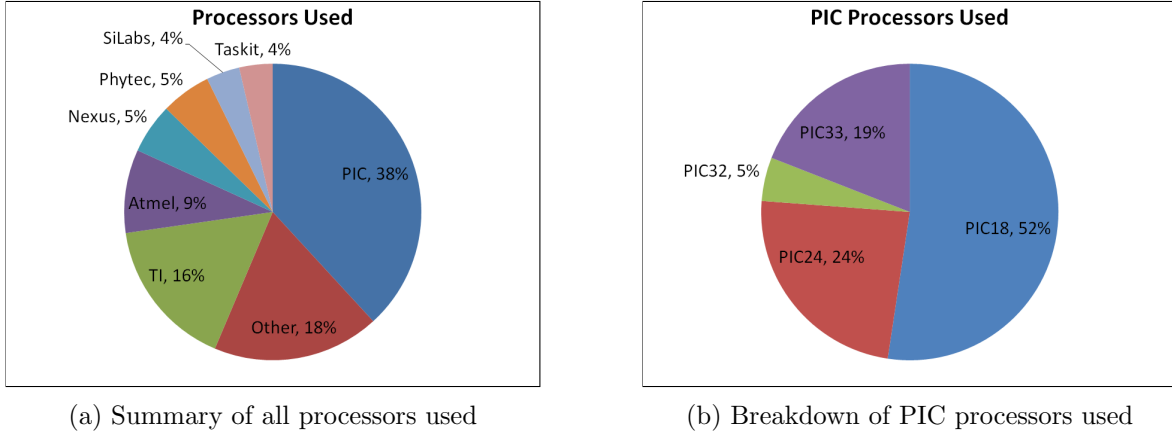 Processors Used
SiLabs, 4%
Taskit, 4%
Phytec, 5%
Nexus, 5%
PIC, 38%
Atmel, 9%
TI, 16%
Other, 18%
(a) Summary of all processors used
PIC Processors Used
PIC33, 19%
PIC32, 5%
PIC18, 52%
PIC24, 24%
(b) Breakdown of PIC processors used